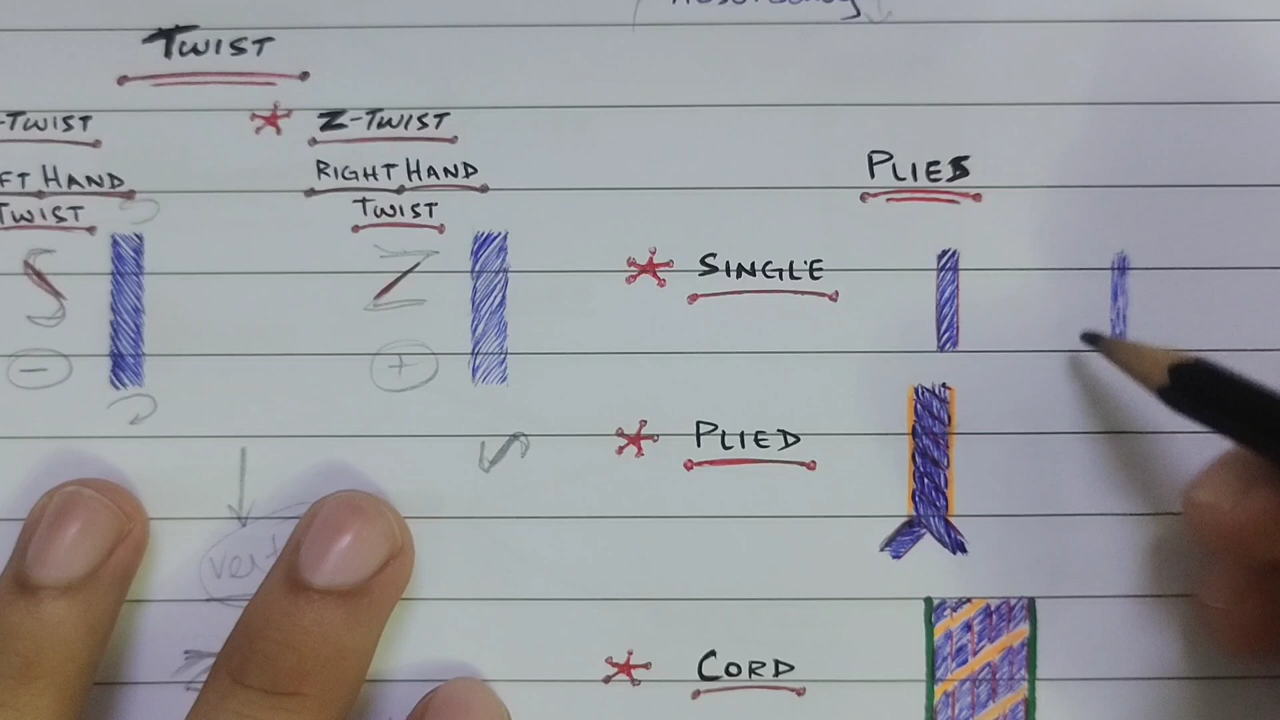 TWIST
-TWIST
Z-TWIST
FT HAND
TWIST
RIGHT HAND
TWIST
S
Z
-
+
PLIES
SINGLE
PLIED
CORD